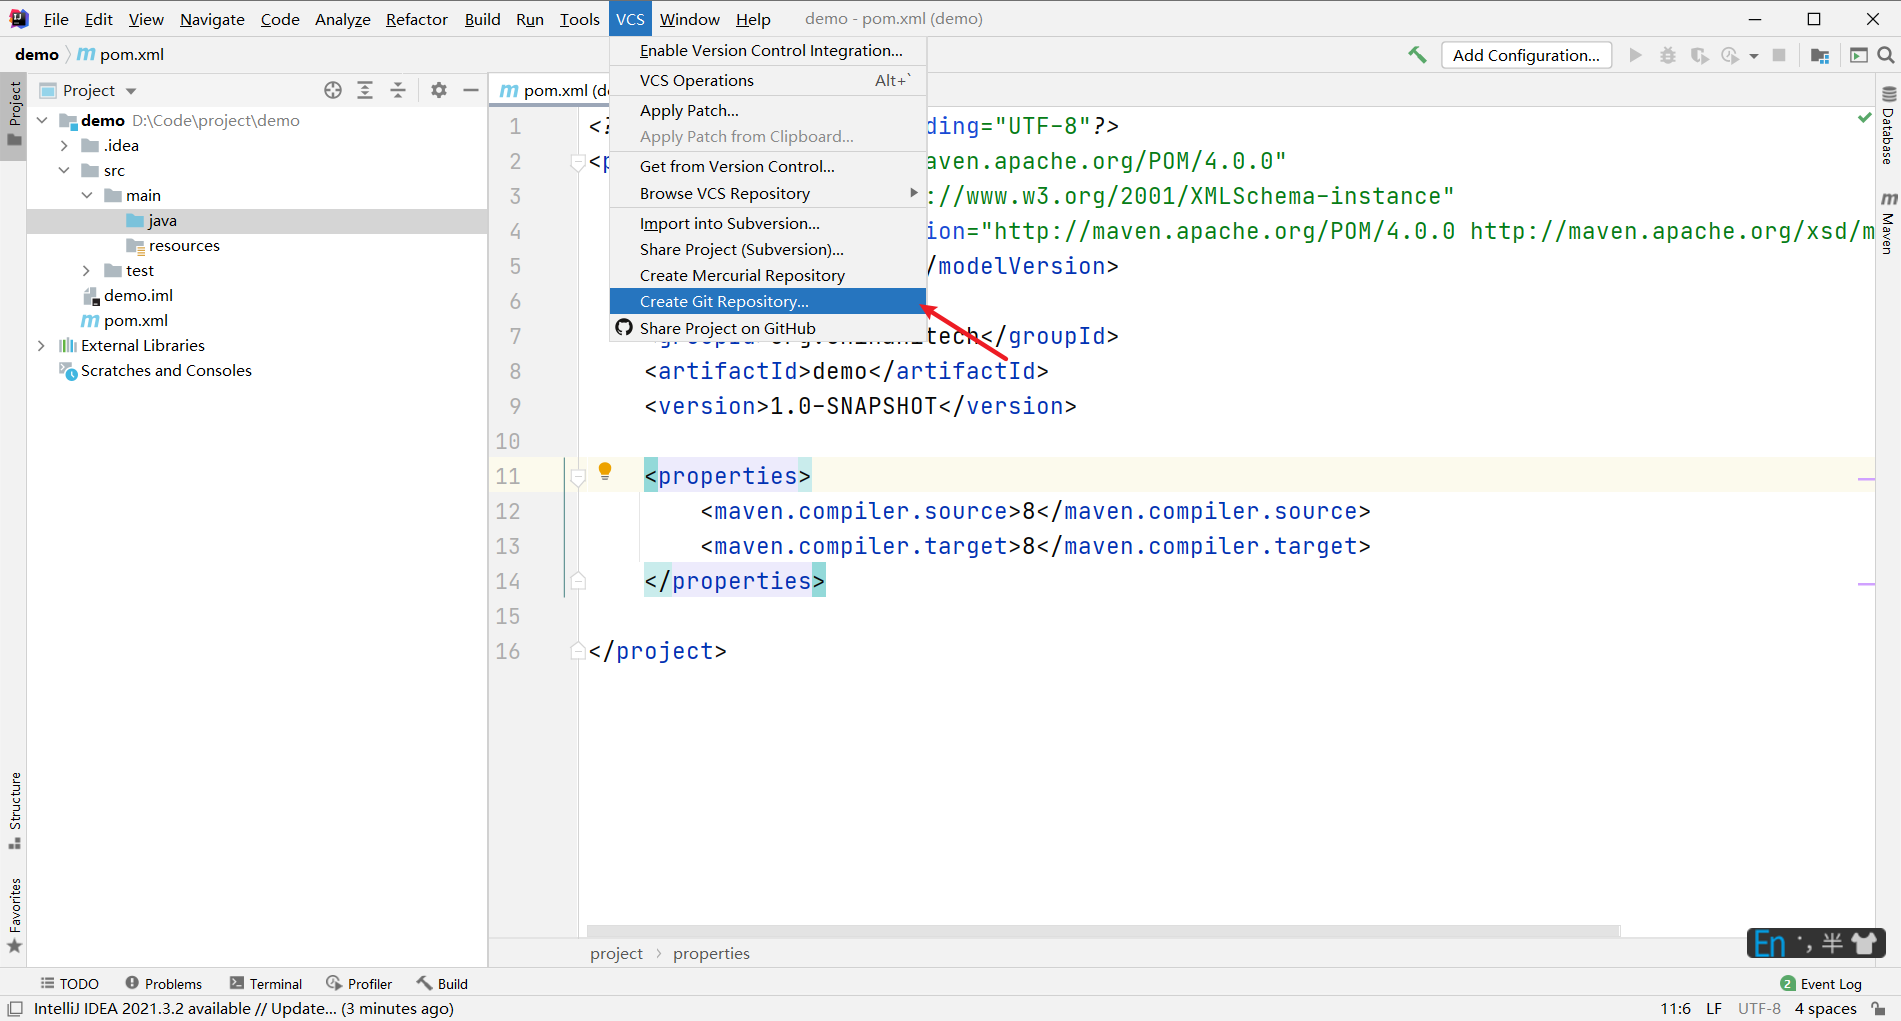 File Edit View Navigate Code Analyze Refactor Build Run Tools VCS Window Help demo - pom.xml (demo)
demo pom.xml
Add Configuration...
Project
demo D:\Code\project\demo
.idea
src
main
java
resources
test
demo.iml
pom.xml
External Libraries
Scratches and Consoles
Project
Structure
Favorites
Enable Version Control Integration...
VCS Operations Alt+`
Apply Patch...
Apply Patch from Clipboard...
Get from Version Control...
Browse VCS Repository
Import into Subversion...
Share Project (Subversion)...
Create Mercurial Repository
Create Git Repository...
Share Project on GitHub
pom.xml (de
1 <? ding="UTF-8"?>
2 <p aven.apache.org/POM/4.0.0"
3 ://www.w3.org/2001/XMLSchema-instance"
4 ion="http://maven.apache.org/POM/4.0.0 http://maven.apache.org/xsd/m
5 /modelVersion>
6
7 </groupId>
8 <artifactId>demo</artifactId>
9 <version>1.0-SNAPSHOT</version>
10
11 <properties>
12 <maven.compiler.source>8</maven.compiler.source>
13 <maven.compiler.target>8</maven.compiler.target>
14 </properties>
15
16 </project>
Database
Maven
project properties
En 半
TODO Problems Terminal Profiler Build
2 Event Log
IntelliJ IDEA 2021.3.2 available // Update... (3 minutes ago)
11:6 LF UTF-8 4 spaces